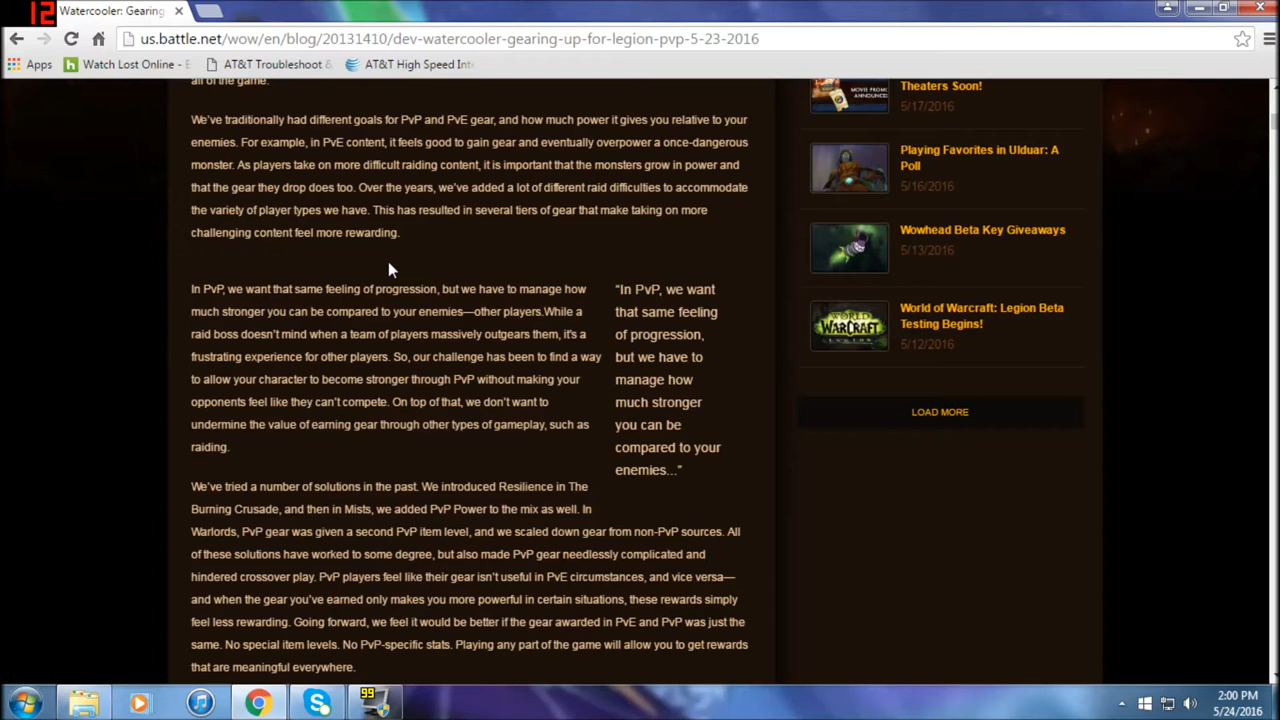 12
Watercooler: Gearing
us.battle.net/wow/en/blog/20131410/dev-watercooler-gearing-up-for-legion-pvp-5-23-2016
Apps
Watch Lost Online - E
AT&T Troubleshoot &
AT&T High Speed Inte
all of the game.
We've traditionally had different goals for PvP and PvE gear, and how much power it gives you relative to your
enemies. For example, in PvE content, it feels good to gain gear and eventually overpower a once-dangerous
monster. As players take on more difficult raiding content, it is important that the monsters grow in power and
that the gear they drop does too. Over the years, we've added a lot of different raid difficulties to accommodate
the variety of player types we have. This has resulted in several tiers of gear that make taking on more
challenging content feel more rewarding.
In PvP, we want that same feeling of progression, but we have to manage how
much stronger you can be compared to your enemies—other players.While a
raid boss doesn't mind when a team of players massively outgears them, it's a
frustrating experience for other players. So, our challenge has been to find a way
to allow your character to become stronger through PvP without making your
opponents feel like they can't compete. On top of that, we don't want to
undermine the value of earning gear through other types of gameplay, such as
raiding.
"In PvP, we want
that same feeling
of progression,
but we have to
manage how
much stronger
you can be
compared to your
enemies..."
We've tried a number of solutions in the past. We introduced Resilience in The
Burning Crusade, and then in Mists, we added PvP Power to the mix as well. In
Warlords, PvP gear was given a second PvP item level, and we scaled down gear from non-PvP sources. All
of these solutions have worked to some degree, but also made PvP gear needlessly complicated and
hindered crossover play. PvP players feel like their gear isn't useful in PvE circumstances, and vice versa—
and when the gear you've earned only makes you more powerful in certain situations, these rewards simply
feel less rewarding. Going forward, we feel it would be better if the gear awarded in PvE and PvP was just the
same. No special item levels. No PvP-specific stats. Playing any part of the game will allow you to get rewards
that are meaningful everywhere.
Theaters Soon!
5/17/2016
Playing Favorites in Ulduar: A
Poll
5/16/2016
Wowhead Beta Key Giveaways
5/13/2016
WORLD
WARCRAFT
LEGION
World of Warcraft: Legion Beta
Testing Begins!
5/12/2016
LOAD MORE
99
2:00 PM
5/24/2016